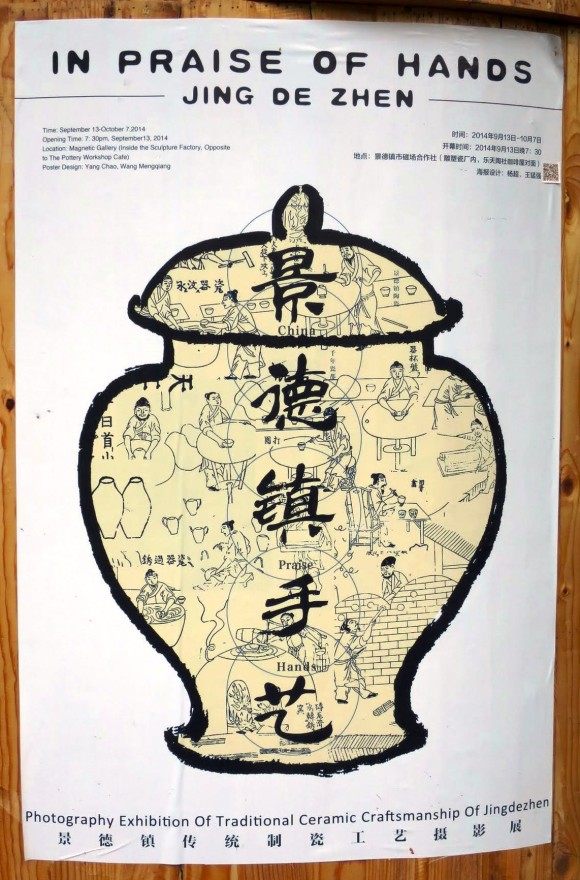 IN PRAISE OF HANDS
JING DE ZHEN
Time: September 13-October 7,2014
Opening Time: 7: 30pm, September13, 2014
Location: Magnetic Gallery (Inside the Sculpture Factory, Opposite
to The Pottery Workshop Cafe)
Poster Design: Yang Chao, Wang Mengqiang
时间：2014年9月13日-10月7日
开幕时间：2014年9月13日晚7：30
地点：景德镇市磁场合作社（雕塑瓷厂内，乐天陶社咖啡屋对面）
海报设计：杨超、王猛强
景
China
德
镇
Praise
手
Hands
艺
Photography Exhibition Of Traditional Ceramic Craftsmanship Of Jingdezhen
景德镇传统制瓷工艺摄影展